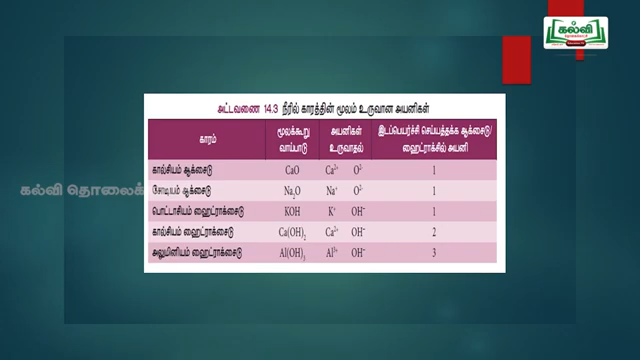 கல்வி
அட்டவணை 14.3 நீரில் காரத்தின் மூலம் உருவான அயனிகள்
காரம் மூலக்கூறு வாய்பாடு அயனிகள் உருவாதல் இடப்பெயர்ச்சி செய்யத்தக்க ஆக்சைடு/ ஹைட்ராக்சில் அயனி
கால்சியம் ஆக்சைடு CaO Ca²⁺ O²⁻ 1
சோடியம் ஆக்சைடு Na₂O Na⁺ O²⁻ 1
பொட்டாசியம் ஹைட்ராக்சைடு KOH K⁺ OH⁻ 1
கால்சியம் ஹைட்ராக்சைடு Ca(OH)₂ Ca²⁺ OH⁻ 2
அலுமினியம் ஹைட்ராக்சைடு Al(OH)₃ Al³⁺ OH⁻ 3
கல்வி தொலைக்